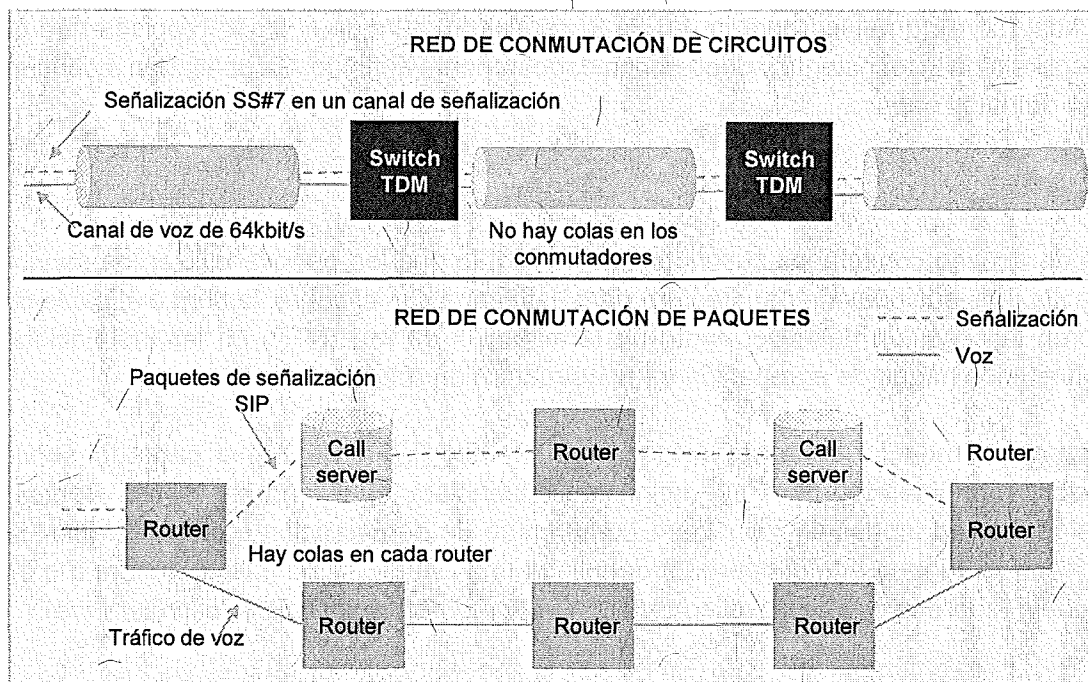 RED DE CONMUTACIÓN DE CIRCUITOS
Señalización SS#7 en un canal de señalización
Switch
TDM
Switch
TDM
Canal de voz de 64kbit/s
No hay colas en los
conmutadores
RED DE CONMUTACIÓN DE PAQUETES
Señalización
Voz
Paquetes de señalización
SIP
Call
server
Router
Call
server
Router
Router
Router
Hay colas en cada router
Tráfico de voz
Router
Router
Router